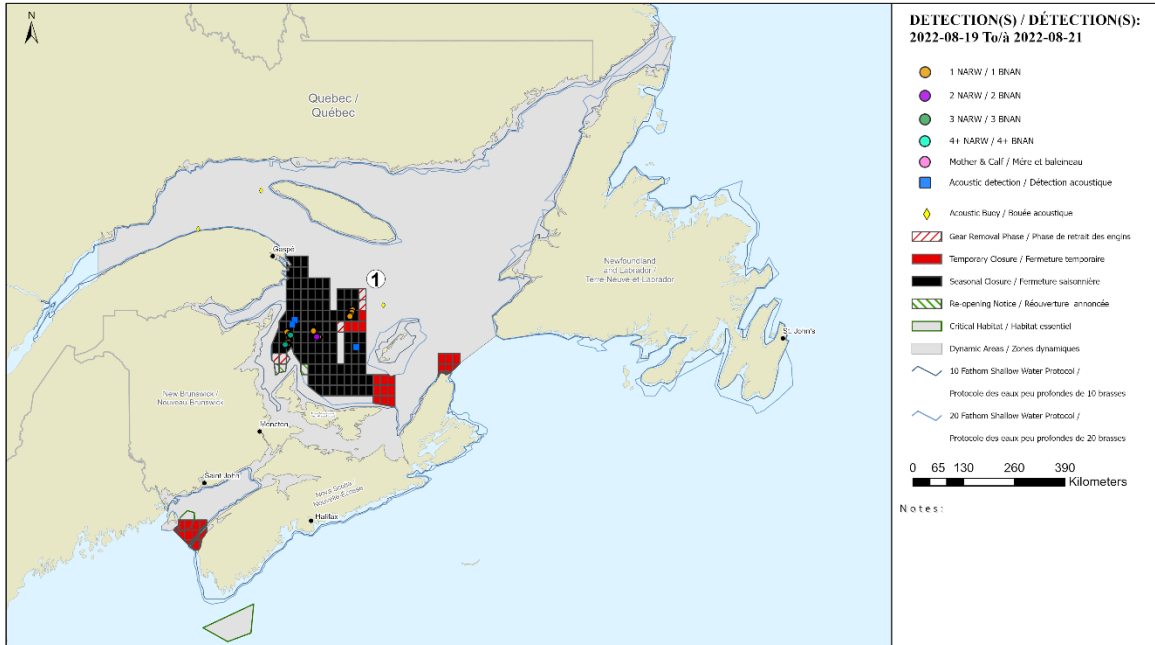 N
Quebec /
Québec
Gaspé
1
Newfoundland
and Labrador /
Terre-Neuve-et-Labrador
St. John's
New Brunswick /
Nouveau-Brunswick
Moncton
Saint John
Nova Scotia /
Nouvelle-Écosse
Halifax
DETECTION(S) / DÉTECTION(S):
2022-08-19 To/à 2022-08-21
1 NARW / 1 BNAN
2 NARW / 2 BNAN
3 NARW / 3 BNAN
4+ NARW / 4+ BNAN
Mother & Calf / Mére et baleineau
Acoustic detection / Détection acoustique
Acoustic Buoy / Bouée acoustique
Gear Removal Phase / Phase de retrait des engins
Temporary Closure / Fermeture temporaire
Seasonal Closure / Fermeture saisonnière
Re-opening Notice / Réouverture annoncée
Critical Habitat / Habitat essentiel
Dynamic Areas / Zones dynamiques
10 Fathom Shallow Water Protocol /
Protocole des eaux peu profondes de 10 brasses
20 Fathom Shallow Water Protocol /
Protocole des eaux peu profondes de 20 brasses
0 65 130 260 390
Kilometers
Notes: